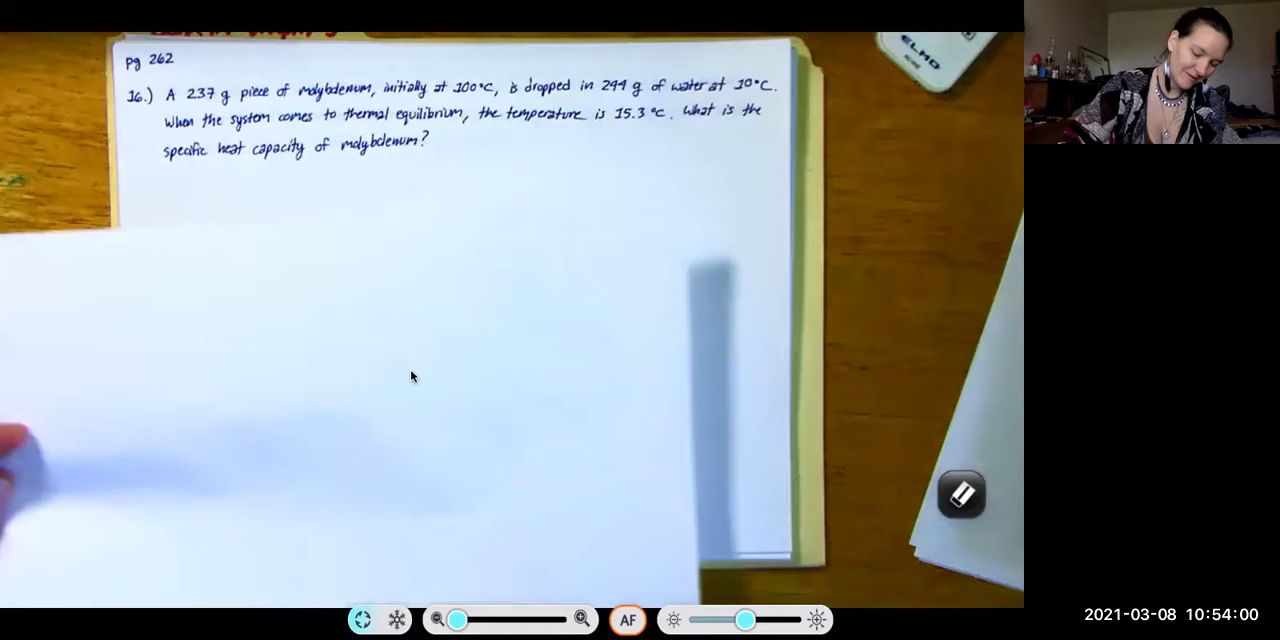 pg 262
16.) A 237 g piece of molybdenum, initially at 100°C, is dropped in 244 g of water at 10°C.
When the system comes to thermal equilibrium, the temperature is 15.3 °C. What is the
specific heat capacity of molybdenum?
ELMO
AF
2021-03-08 10:54:00